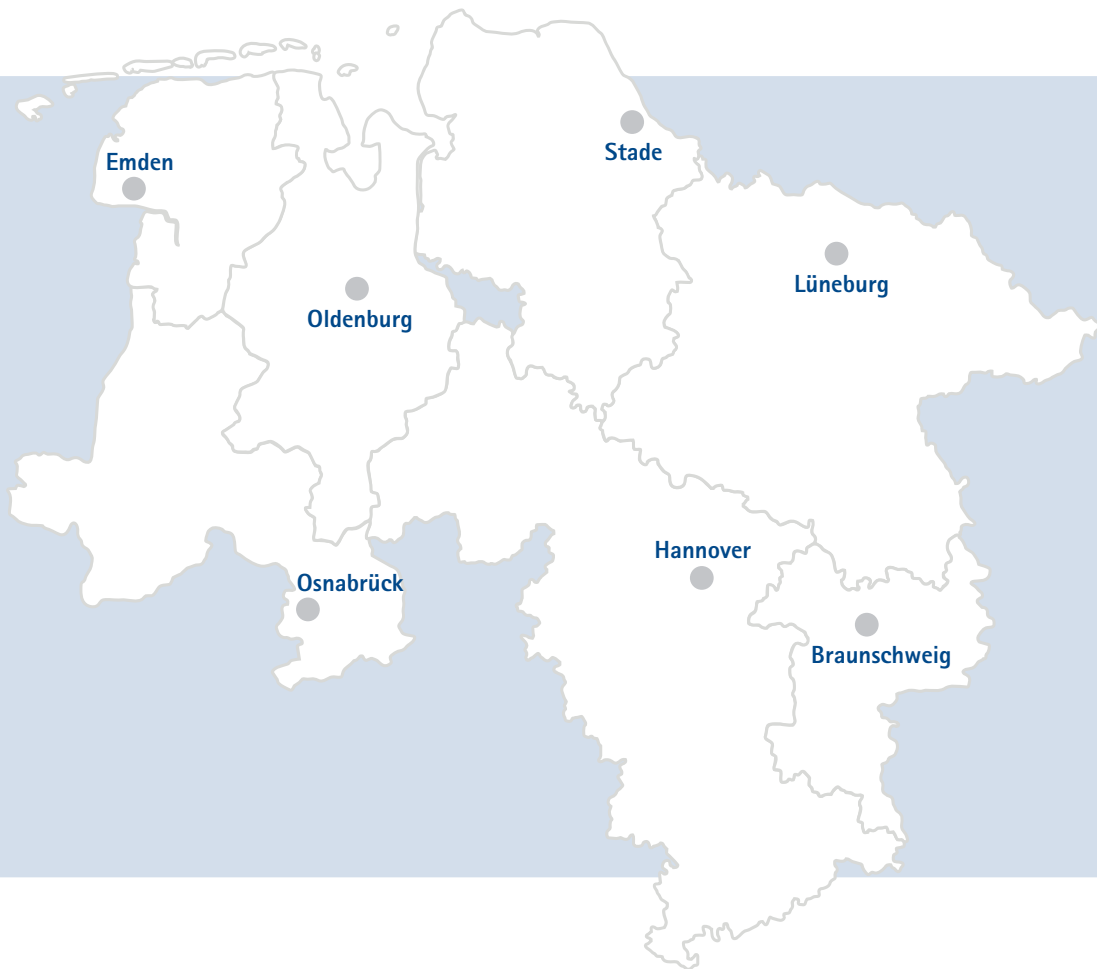 Stade
Emden
Lüneburg
Oldenburg
Hannover
Osnabrück
Braunschweig